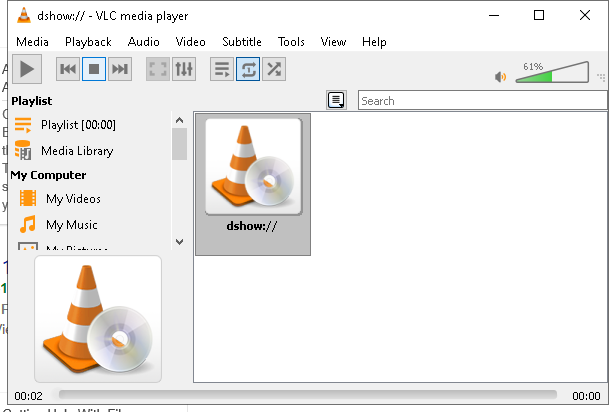 dshow:// - VLC media player
Media Playback Audio Video Subtitle Tools View Help
61%
Playlist
Search
Playlist [00:00]
Media Library
My Computer
My Videos
My Music
My Pictures
dshow://
00:02
00:00